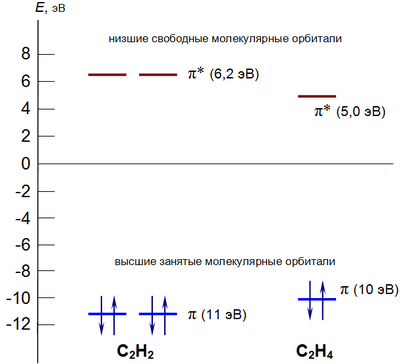 E, эВ
низшие свободные молекулярные орбитали
8
6
4
2
0
-2
-4
-6
-8
-10
-12
π* (6,2 эВ)
π* (5,0 эВ)
высшие занятые молекулярные орбитали
π (11 эВ)
π (10 эВ)
C₂H₂
C₂H₄